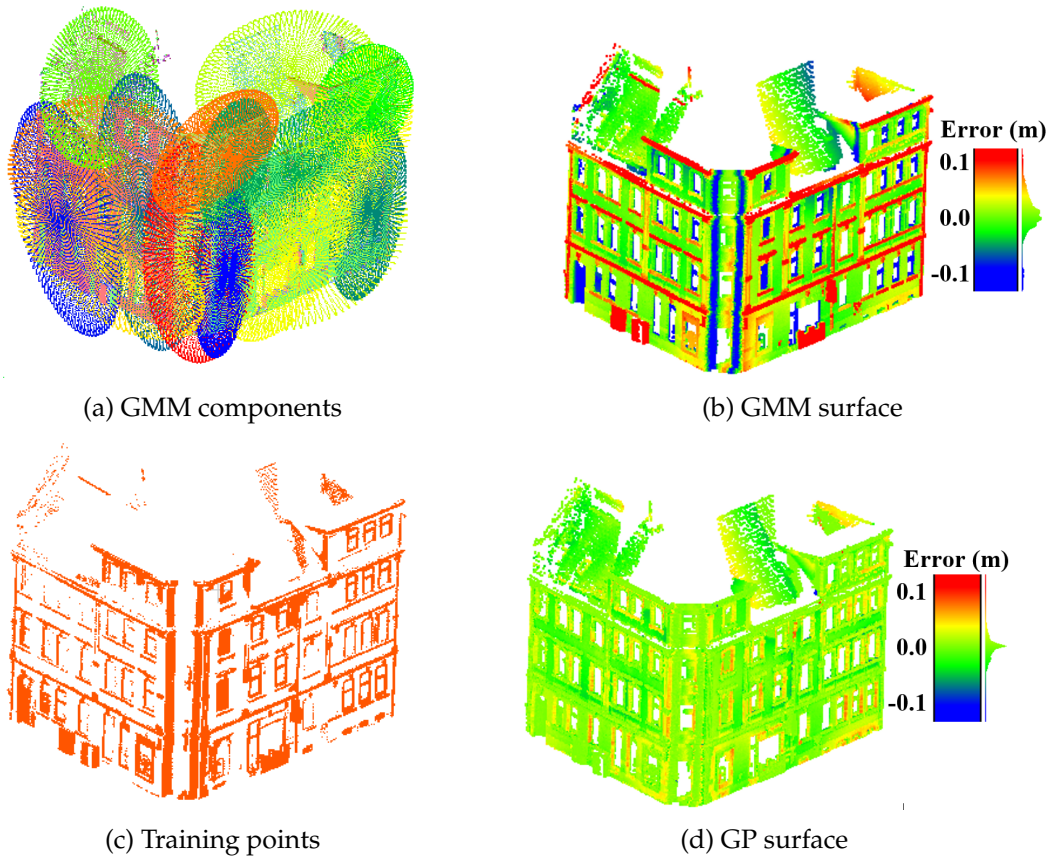 Error (m)
0.1
0.0
-0.1
(a) GMM components
(b) GMM surface
Error (m)
0.1
0.0
-0.1
(c) Training points
(d) GP surface